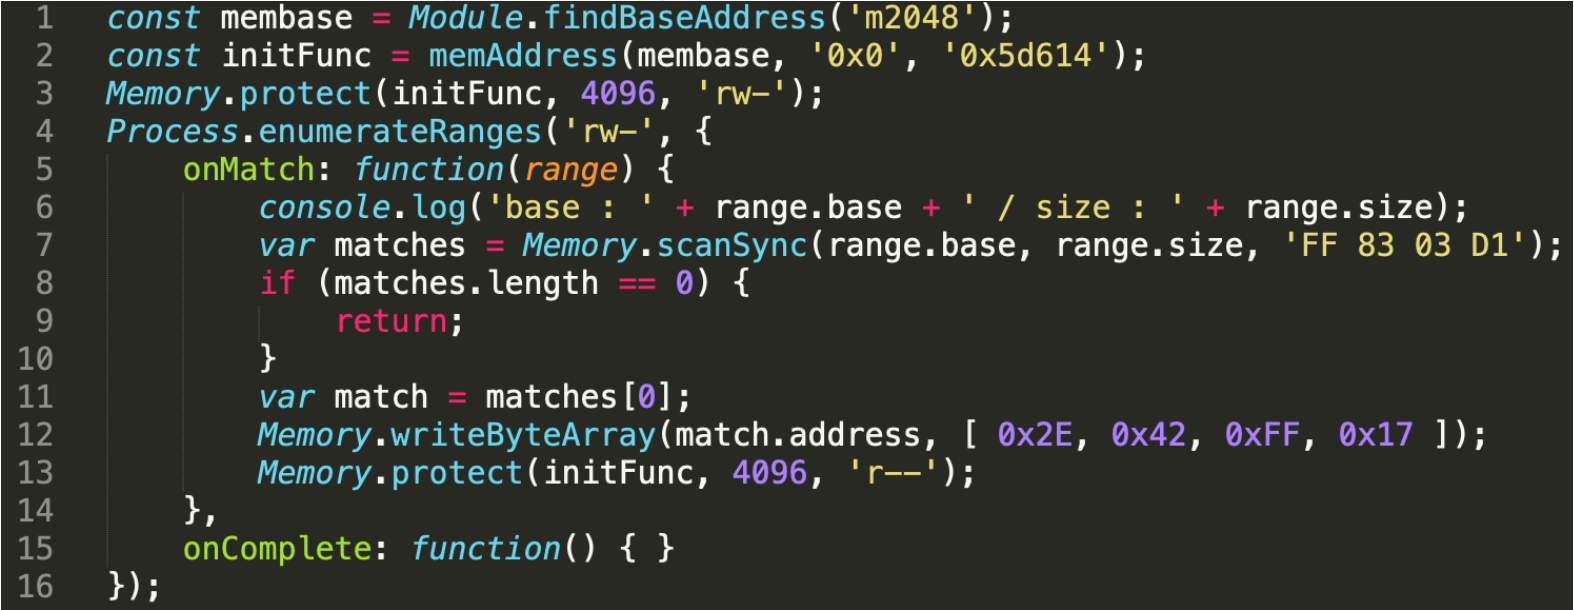 1 const membase = Module.findBaseAddress('m2048');
2 const initFunc = memAddress(membase, '0x0', '0x5d614');
3 Memory.protect(initFunc, 4096, 'rw-');
4 Process.enumerateRanges('rw-', {
5     onMatch: function(range) {
6         console.log('base : ' + range.base + ' / size : ' + range.size);
7         var matches = Memory.scanSync(range.base, range.size, 'FF 83 03 D1');
8         if (matches.length == 0) {
9             return;
10         }
11         var match = matches[0];
12         Memory.writeByteArray(match.address, [ 0x2E, 0x42, 0xFF, 0x17 ]);
13         Memory.protect(initFunc, 4096, 'r--');
14     },
15     onComplete: function() { }
16 });